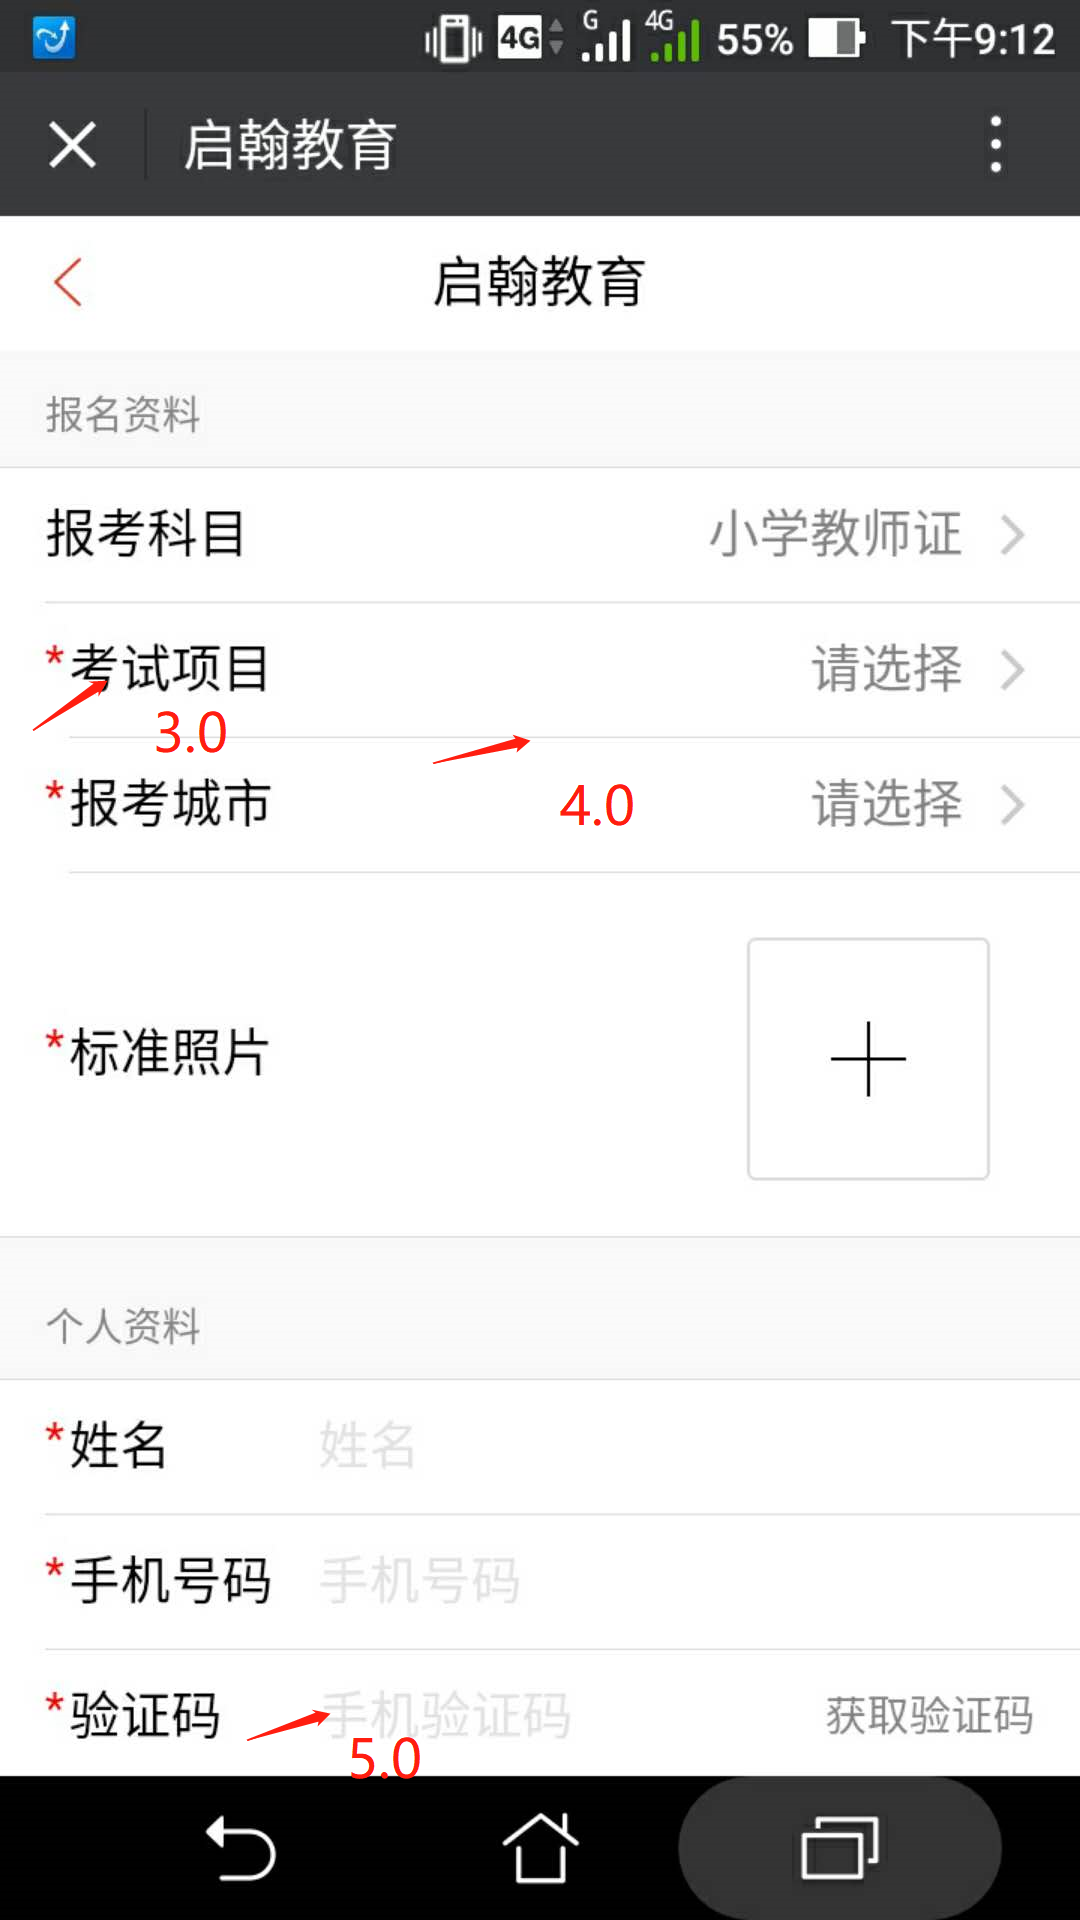 4G G 4G 55% 下午9:12
启翰教育
启翰教育
报名资料
报考科目 小学教师证
*考试项目 请选择
3.0
*报考城市 请选择
4.0
*标准照片
个人资料
*姓名 姓名
*手机号码 手机号码
*验证码 手机验证码 获取验证码
5.0